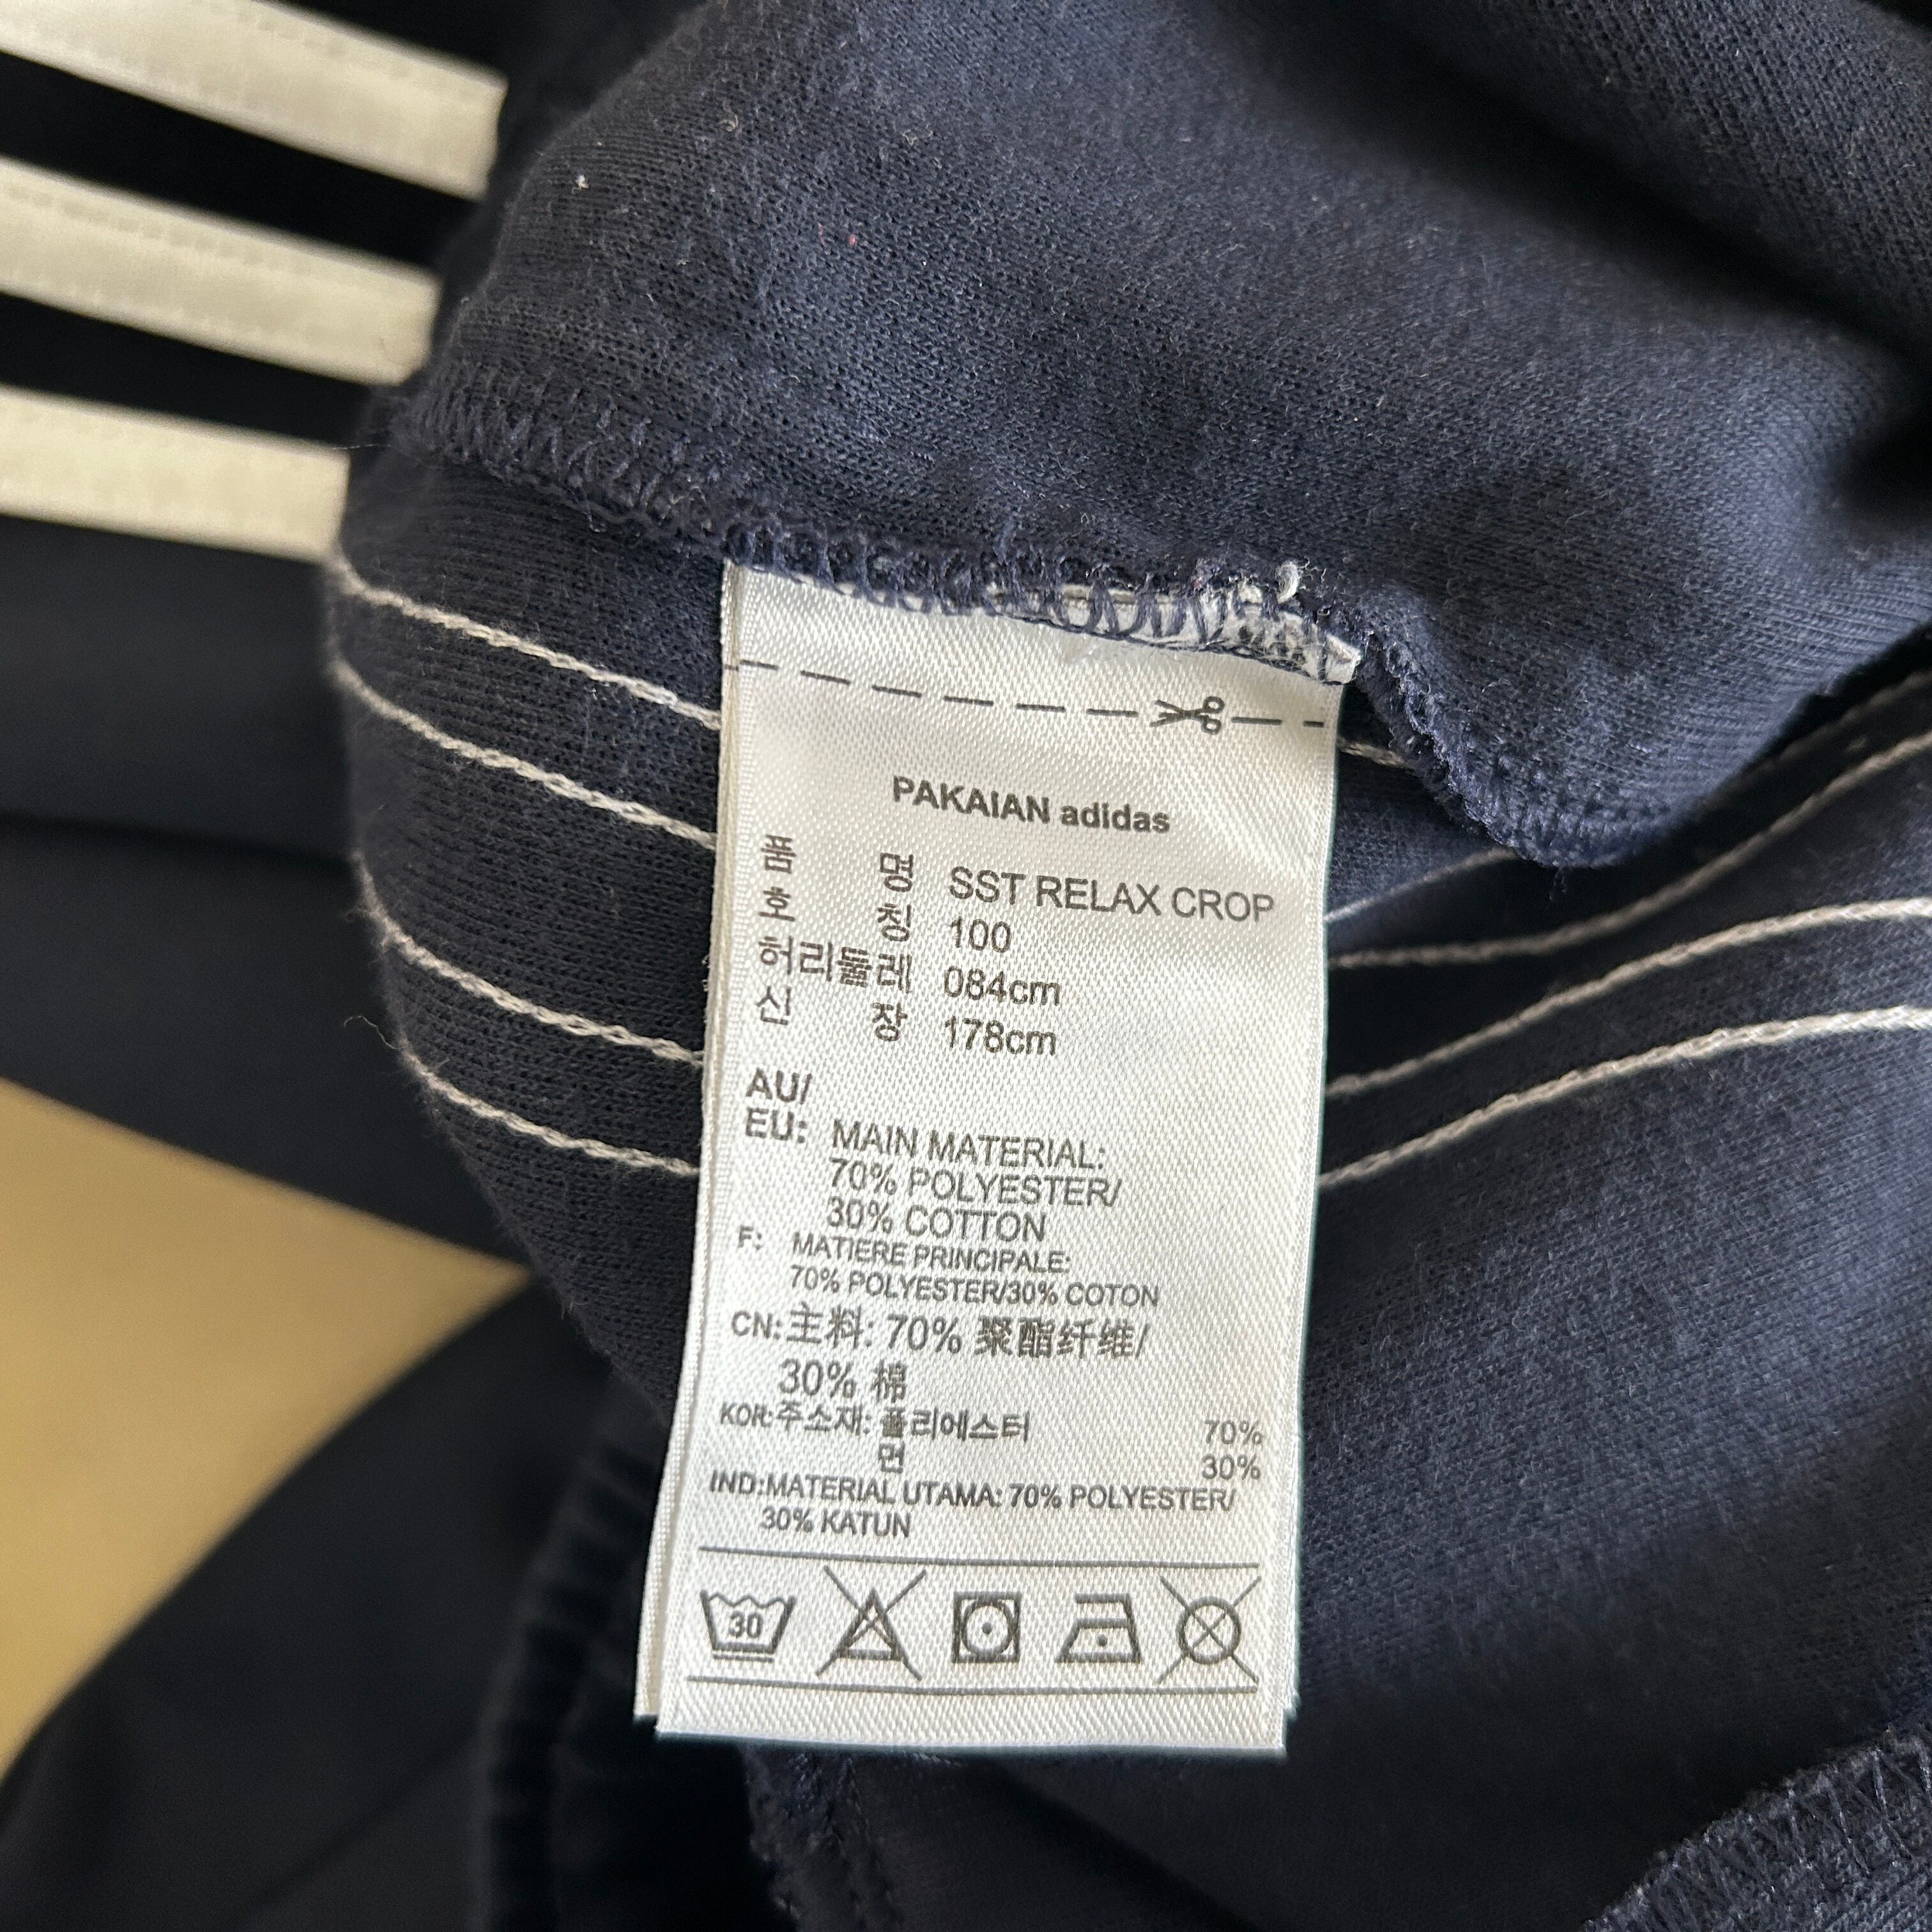 PAKAIAN adidas
품 명 SST RELAX CROP
호 칭 100
허리둘레 084cm
신 장 178cm
AU/
EU: MAIN MATERIAL:
70% POLYESTER/
30% COTTON
F: MATIERE PRINCIPALE:
70% POLYESTER/30% COTON
CN:主料: 70% 聚酯纤维/
30% 棉
KOR:주소재: 폴리에스터 70%
면 30%
IND:MATERIAL UTAMA: 70% POLYESTER/
30% KATUN
30